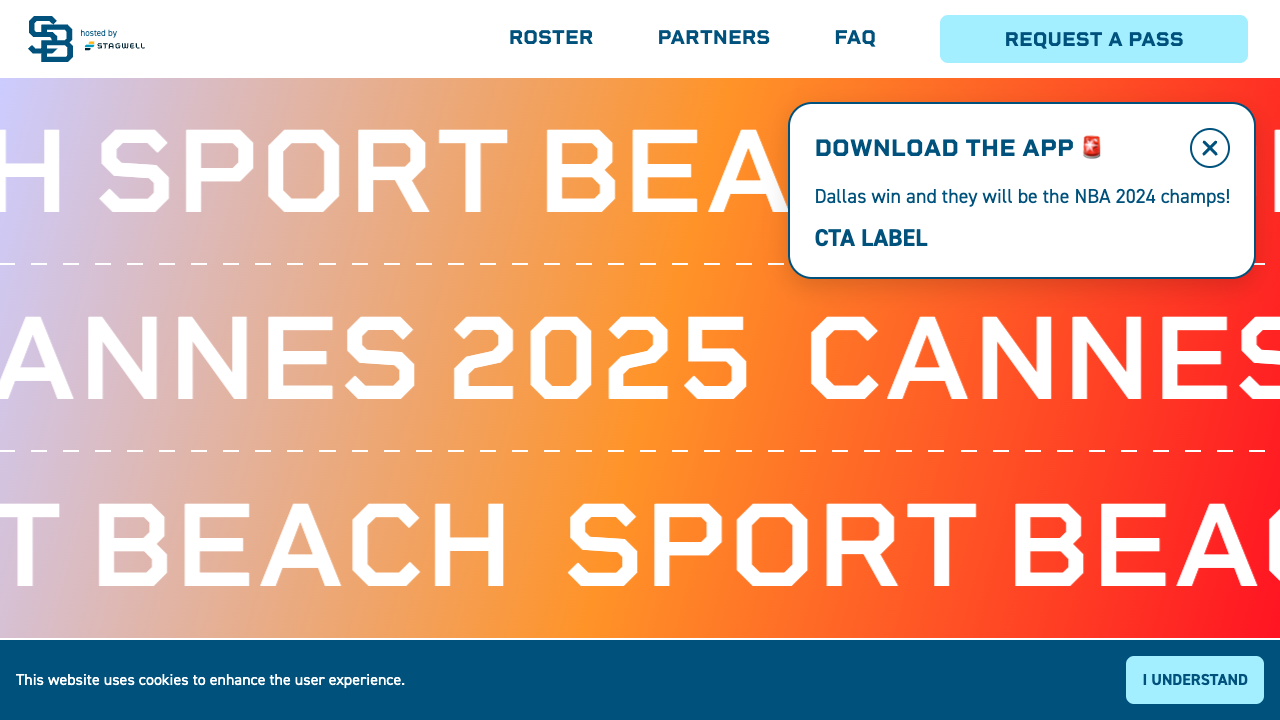 SB hosted by
STAGWELL
ROSTER
PARTNERS
FAQ
REQUEST A PASS
H SPORT BEA
DOWNLOAD THE APP 🚨
Dallas win and they will be the NBA 2024 champs!
CTA LABEL
ANNES 2025 CANNES
T BEACH SPORT BEAC
This website uses cookies to enhance the user experience.
I UNDERSTAND